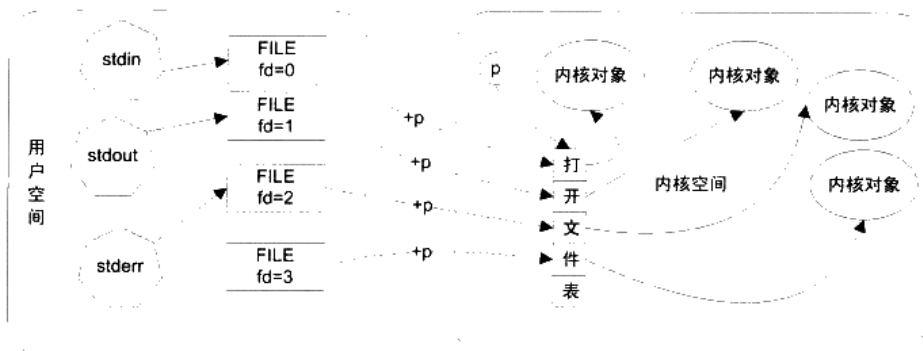 stdin
FILE
fd=0
FILE
fd=1
stdout
用户空间
FILE
fd=2
stderr
FILE
fd=3
+p
+p
+p
+p
p
内核对象
内核对象
内核对象
内核对象
内核空间
打开文件表